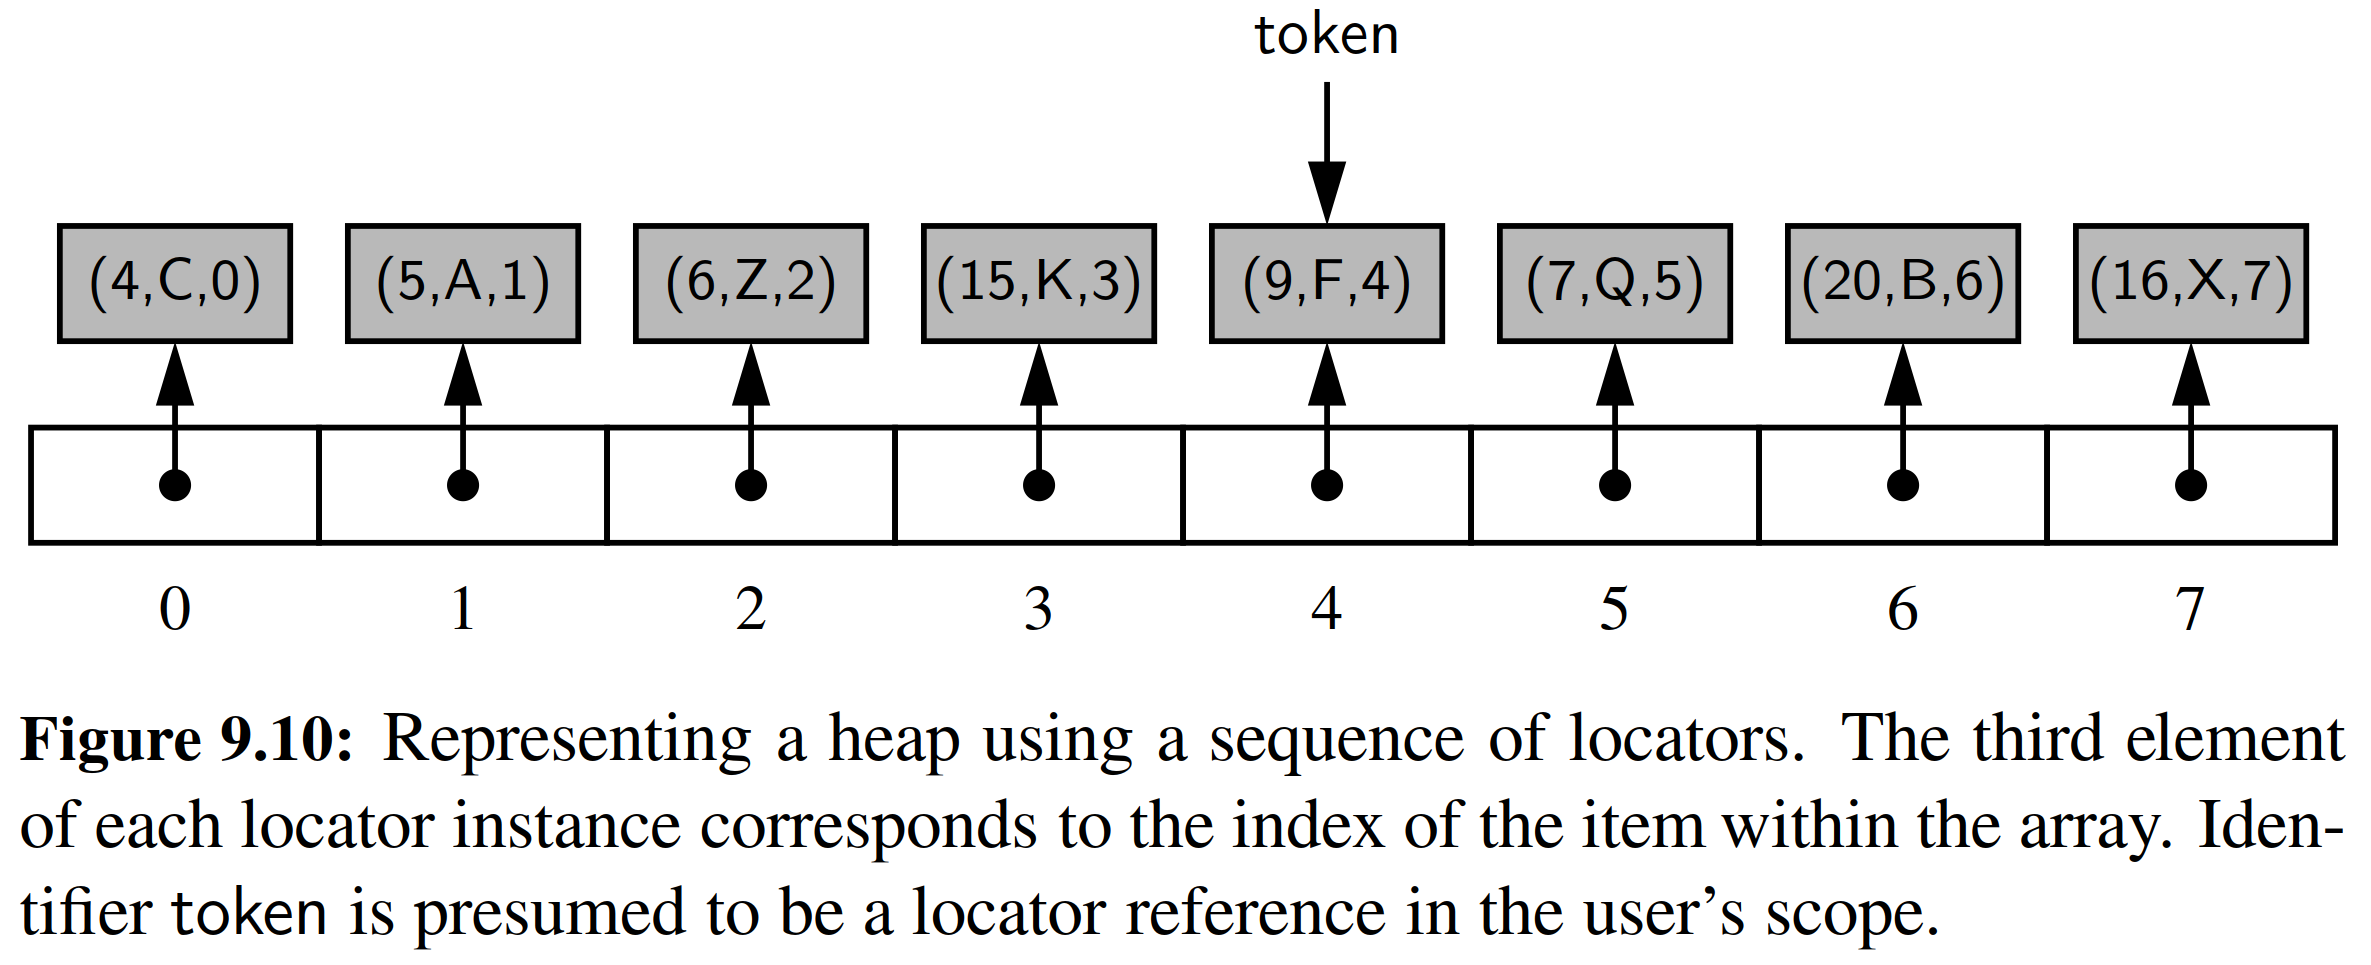 token
(4,C,0) (5,A,1) (6,Z,2) (15,K,3) (9,F,4) (7,Q,5) (20,B,6) (16,X,7)
0 1 2 3 4 5 6 7
Figure 9.10: Representing a heap using a sequence of locators. The third element
of each locator instance corresponds to the index of the item within the array. Iden-
tifier token is presumed to be a locator reference in the user’s scope.